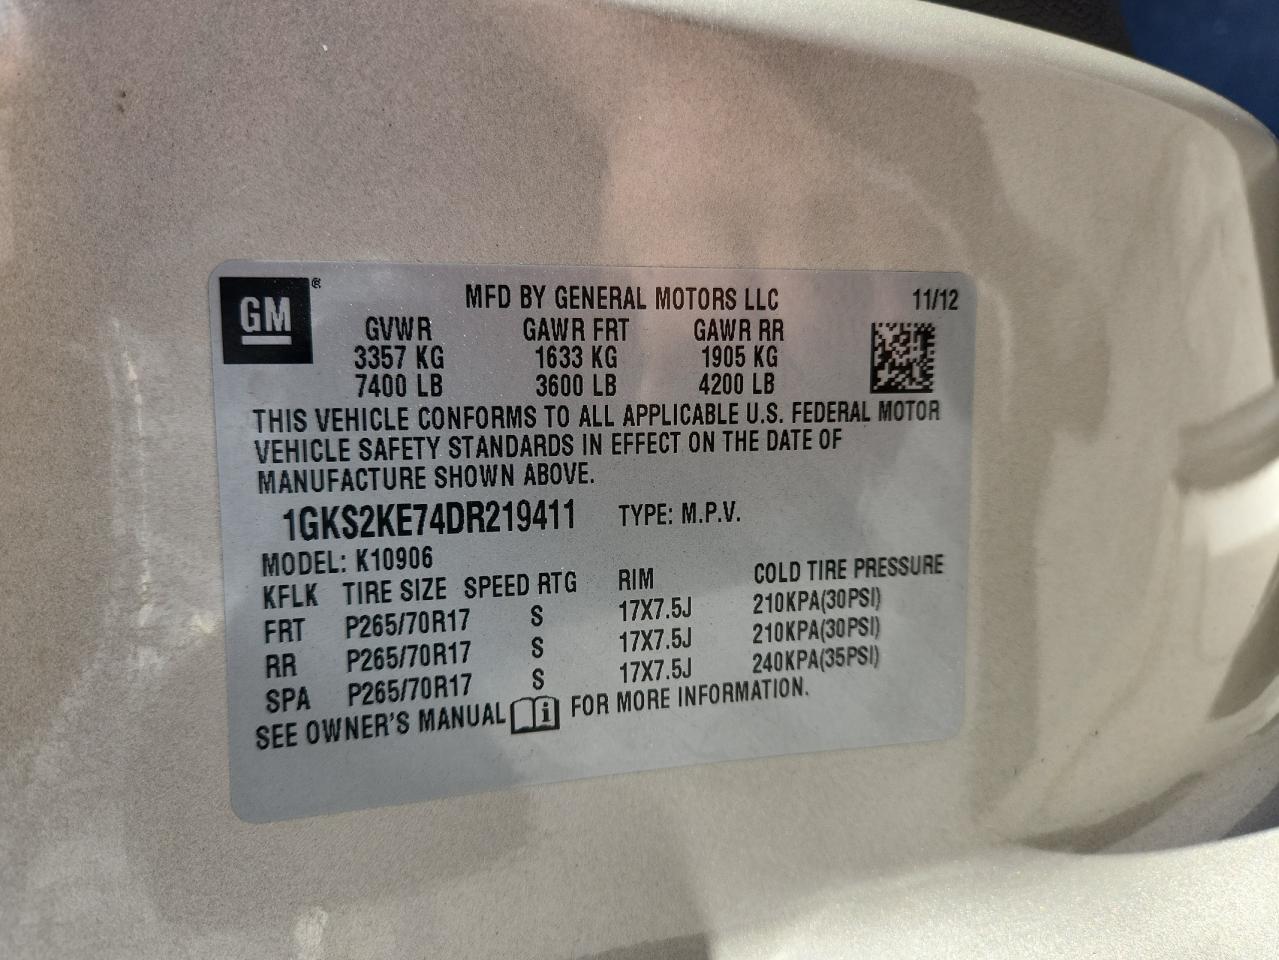 GM ®
MFD BY GENERAL MOTORS LLC 11/12
GVWR GAWR FRT GAWR RR
3357 KG 1633 KG 1905 KG
7400 LB 3600 LB 4200 LB
THIS VEHICLE CONFORMS TO ALL APPLICABLE U.S. FEDERAL MOTOR
VEHICLE SAFETY STANDARDS IN EFFECT ON THE DATE OF
MANUFACTURE SHOWN ABOVE.
1GKS2KE74DR219411 TYPE: M.P.V.
MODEL: K10906
KFLK TIRE SIZE SPEED RTG RIM COLD TIRE PRESSURE
FRT P265/70R17 S 17X7.5J 210KPA(30PSI)
RR P265/70R17 S 17X7.5J 210KPA(30PSI)
SPA P265/70R17 S 17X7.5J 240KPA(35PSI)
SEE OWNER'S MANUAL i FOR MORE INFORMATION.